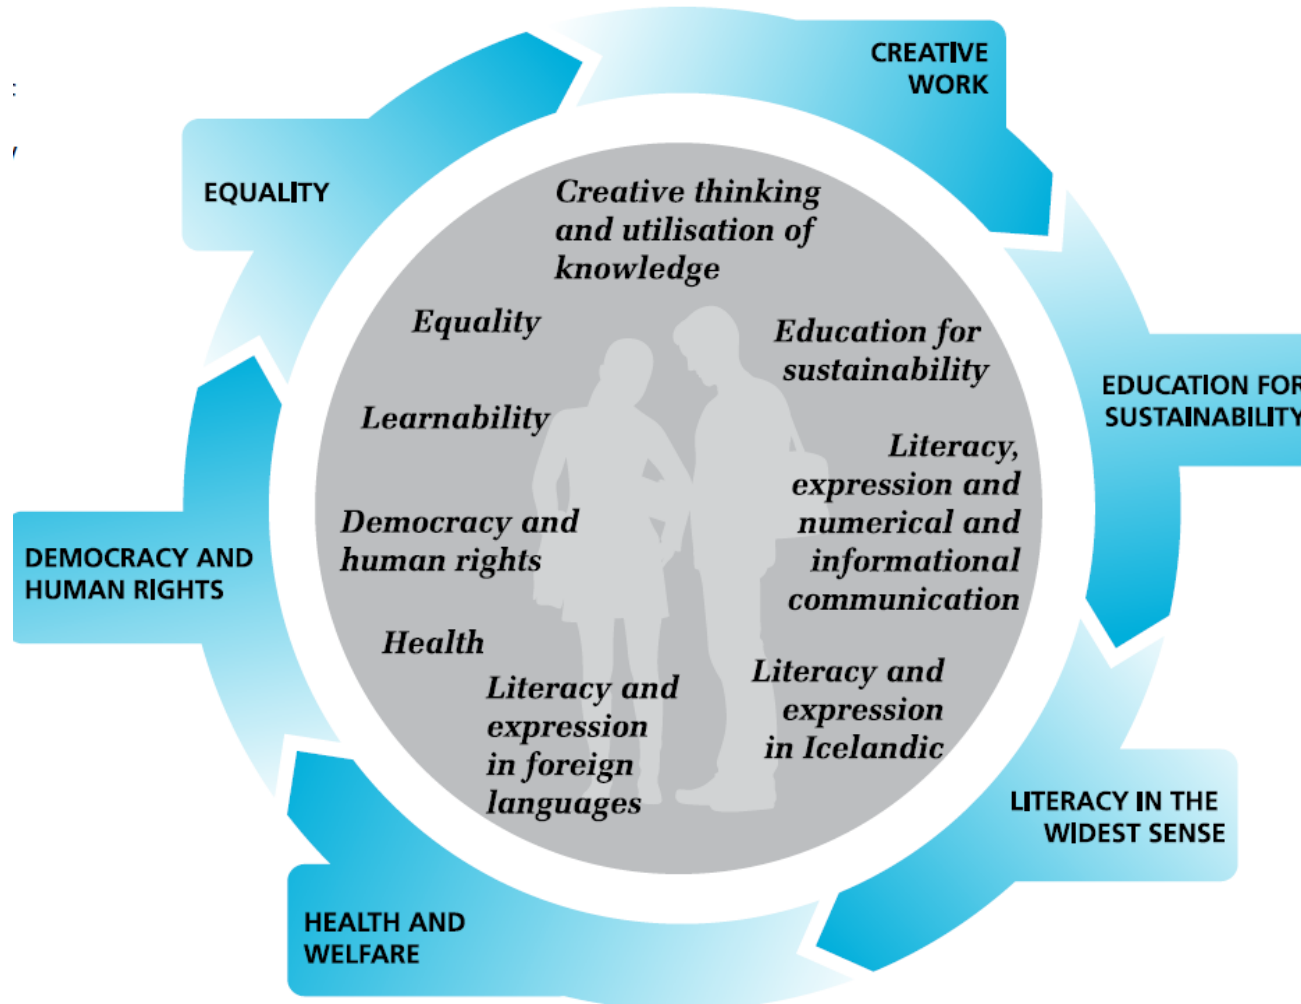 CREATIVE
WORK
EQUALITY
Creative thinking
and utilisation of
knowledge
Equality
Education for
sustainability
EDUCATION FOR
SUSTAINABILITY
Learnability
Literacy,
expression and
numerical and
informational
communication
Democracy and
human rights
DEMOCRACY AND
HUMAN RIGHTS
Health
Literacy and
expression
in foreign
languages
Literacy and
expression
in Icelandic
LITERACY IN THE
WIDEST SENSE
HEALTH AND
WELFARE